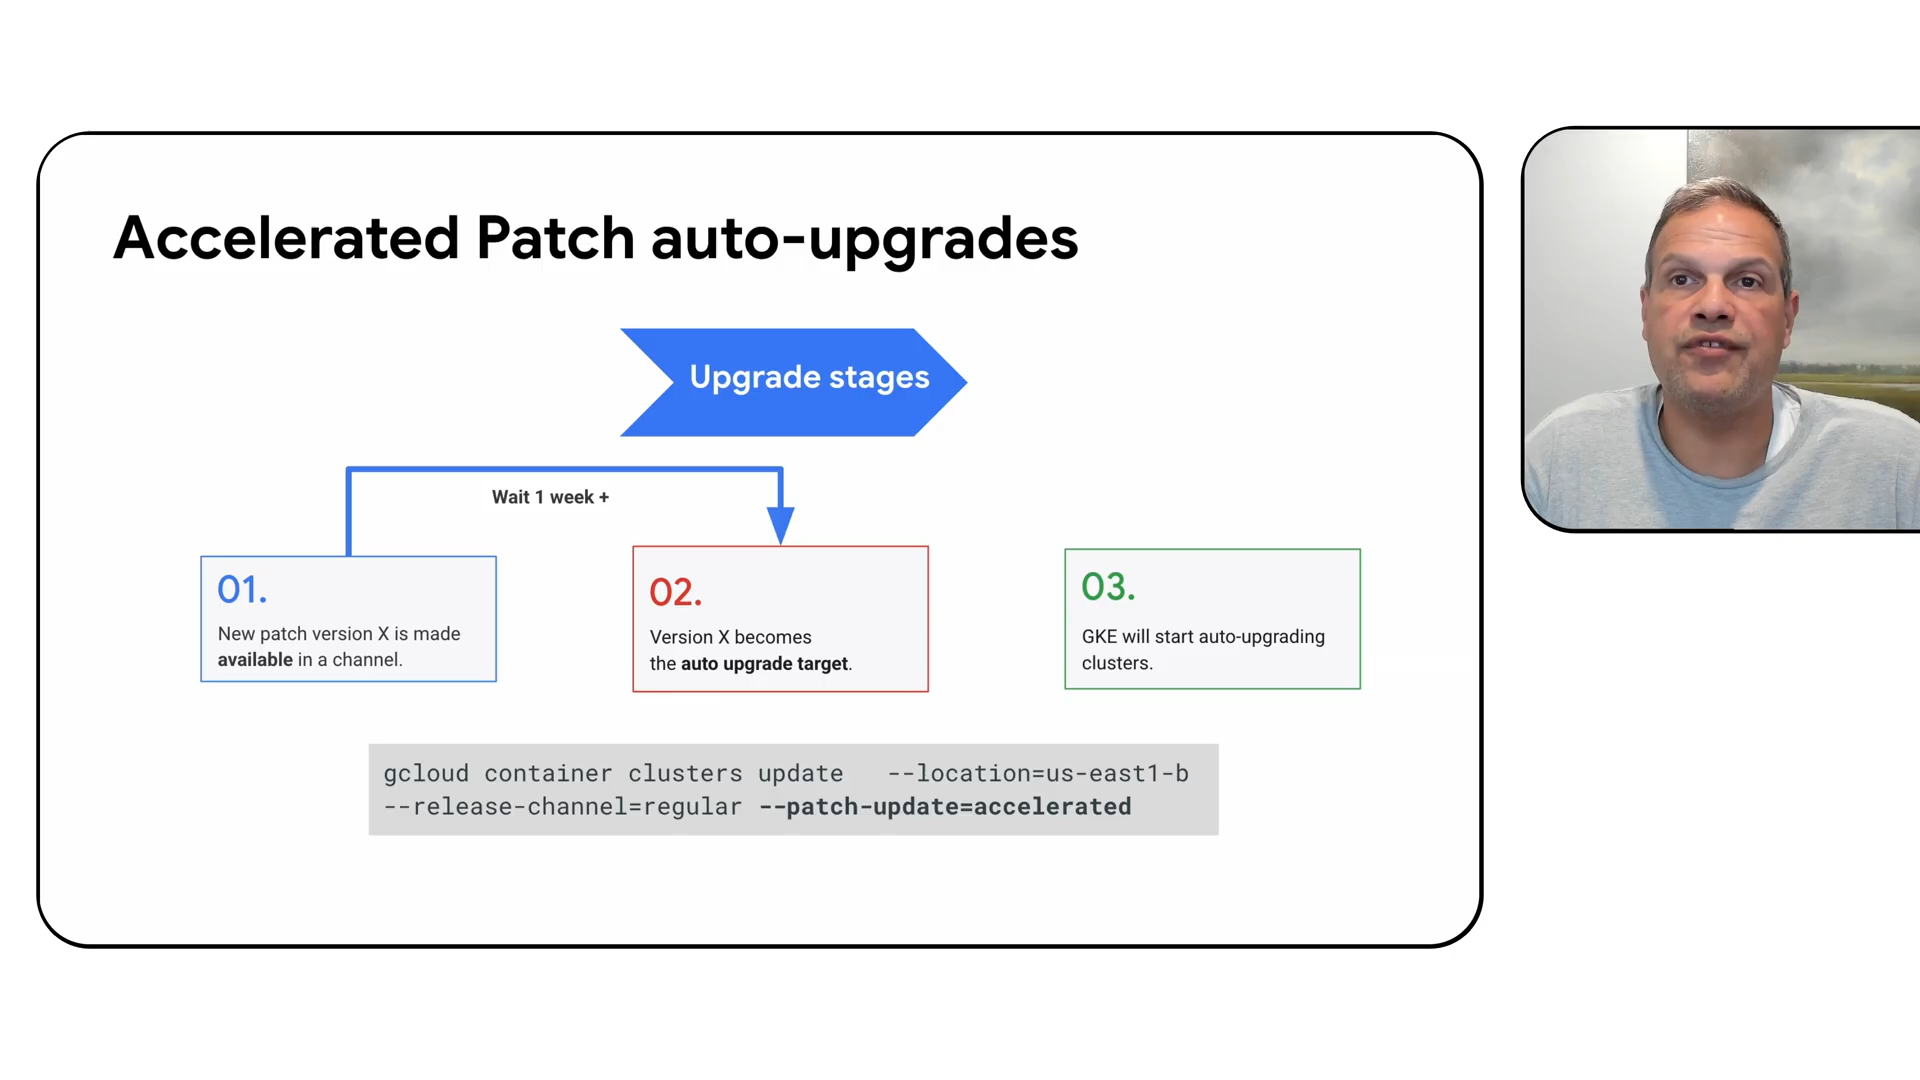 Accelerated Patch auto-upgrades
Upgrade stages
Wait 1 week +
01.
New patch version X is made
available in a channel.
02.
Version X becomes
the auto upgrade target.
03.
GKE will start auto-upgrading
clusters.
gcloud container clusters update   --location=us-east1-b
--release-channel=regular --patch-update=accelerated